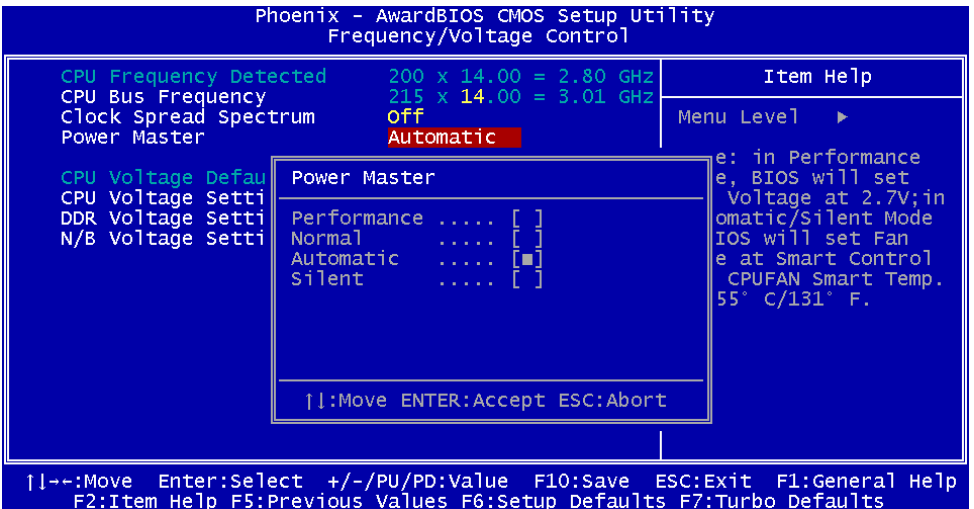 Phoenix - AwardBIOS CMOS Setup Utility
Frequency/Voltage Control
CPU Frequency Detected 200 x 14.00 = 2.80 GHz
CPU Bus Frequency 215 x 14.00 = 3.01 GHz
Clock Spread Spectrum Off
Power Master Automatic
CPU Voltage Defau
CPU Voltage Setti
DDR Voltage Setti
N/B Voltage Setti
Power Master
Performance ..... [ ]
Normal ..... [ ]
Automatic ..... [■]
Silent ..... [ ]
↑↓:Move ENTER:Accept ESC:Abort
Item Help
Menu Level ▶
e: in Performance
e, BIOS will set
Voltage at 2.7V;in
omatic/Silent Mode
IOS will set Fan
e at Smart Control
CPUFAN Smart Temp.
55° C/131° F.
↑↓→←:Move Enter:Select +/-/PU/PD:Value F10:Save ESC:Exit F1:General Help
F2:Item Help F5:Previous Values F6:Setup Defaults F7:Turbo Defaults